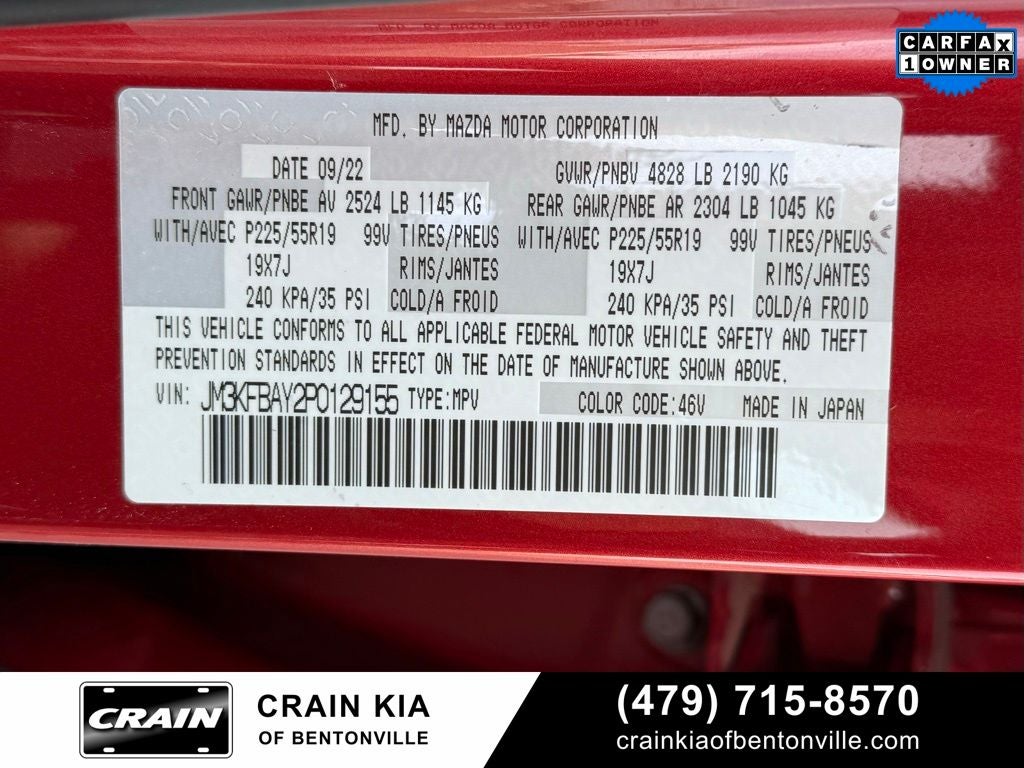 CARFAX
1 OWNER
MFD. BY MAZDA MOTOR CORPORATION
DATE 09/22 GVWR/PNBV 4828 LB 2190 KG
FRONT GAWR/PNBE AV 2524 LB 1145 KG REAR GAWR/PNBE AR 2304 LB 1045 KG
WITH/AVEC P225/55R19 99V TIRES/PNEUS WITH/AVEC P225/55R19 99V TIRES/PNEUS
19X7J RIMS/JANTES 19X7J RIMS/JANTES
240 KPA/35 PSI COLD/A FROID 240 KPA/35 PSI COLD/A FROID
THIS VEHICLE CONFORMS TO ALL APPLICABLE FEDERAL MOTOR VEHICLE SAFETY AND THEFT
PREVENTION STANDARDS IN EFFECT ON THE DATE OF MANUFACTURE SHOWN ABOVE.
VIN: JM3KFBAY2P0129155 TYPE:MPV COLOR CODE:46V MADE IN JAPAN
CRAIN
CRAIN KIA
OF BENTONVILLE
(479) 715-8570
crainkiaofbentonville.com